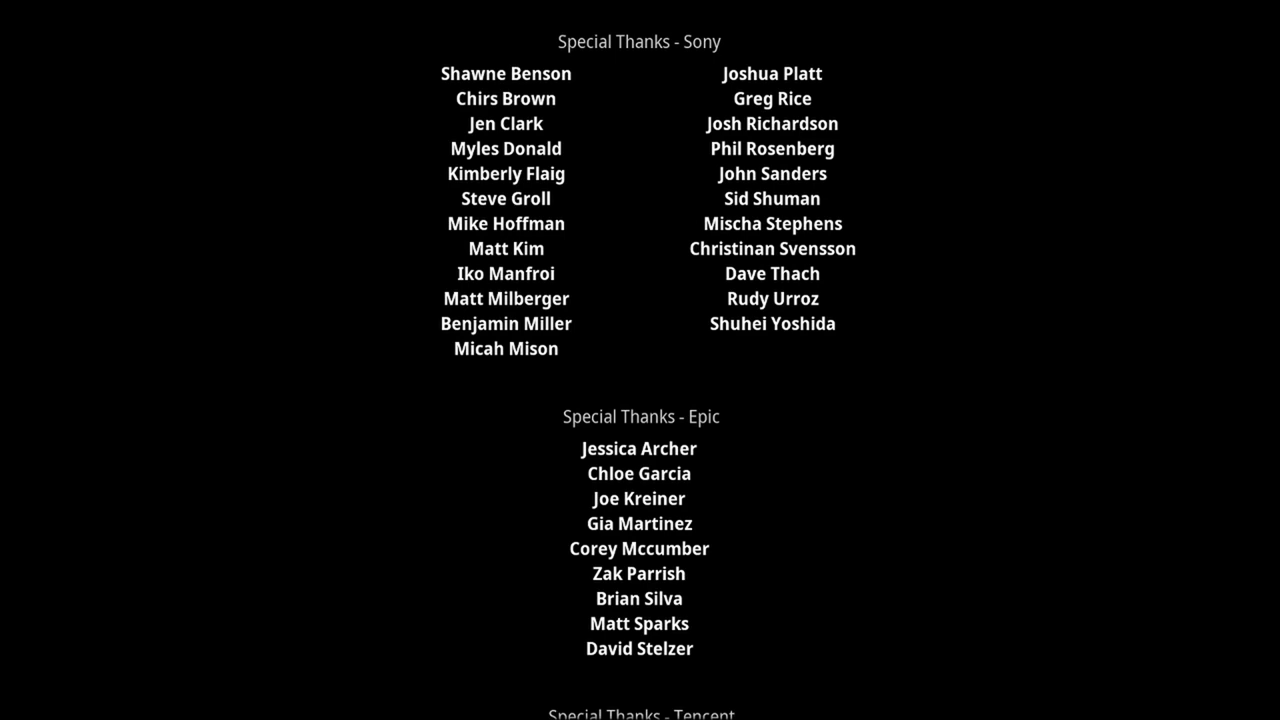 Special Thanks - Sony
Shawne Benson
Chirs Brown
Jen Clark
Myles Donald
Kimberly Flaig
Steve Groll
Mike Hoffman
Matt Kim
Iko Manfroi
Matt Milberger
Benjamin Miller
Micah Mison
Joshua Platt
Greg Rice
Josh Richardson
Phil Rosenberg
John Sanders
Sid Shuman
Mischa Stephens
Christinan Svensson
Dave Thach
Rudy Urroz
Shuhei Yoshida
Special Thanks - Epic
Jessica Archer
Chloe Garcia
Joe Kreiner
Gia Martinez
Corey Mccumber
Zak Parrish
Brian Silva
Matt Sparks
David Stelzer
Special Thanks - Tencent